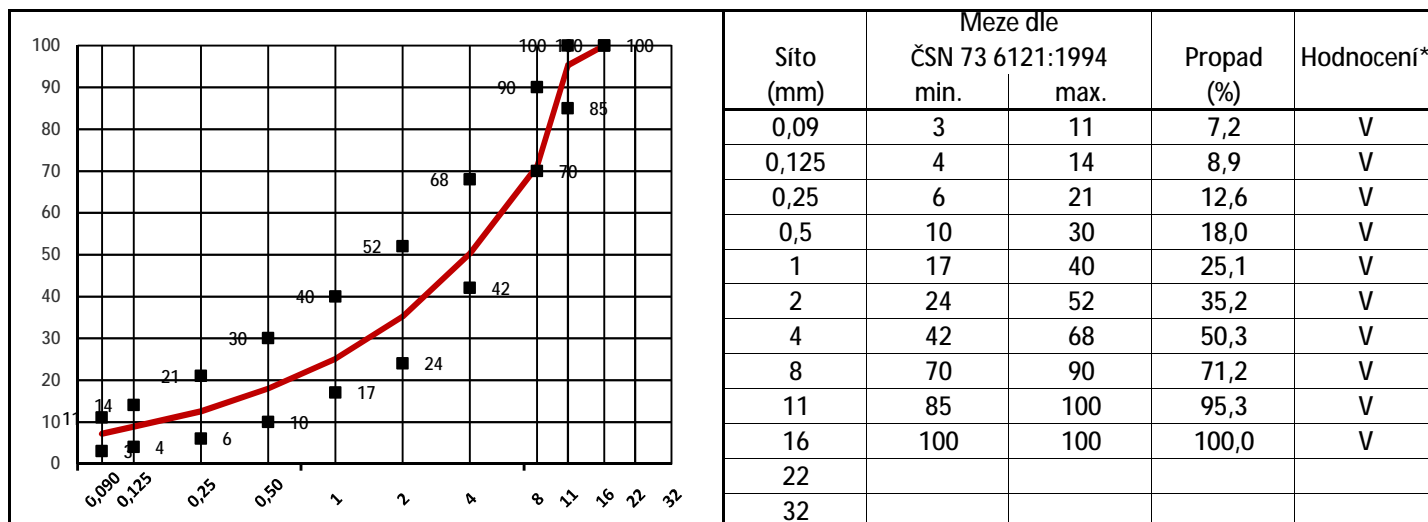 100
90
80
70
60
50
40
30
20
10
0
11 14 21 30 40 52 68 90 100 100 100
3 4 6 10 17 24 42 70 85
0,090 0,125 0,25 0,50 1 2 4 8 11 16 22 32
Meze dle
Síto ČSN 73 6121:1994 Propad Hodnocení*
(mm) min. max. (%)
0,09 3 11 7,2 V
0,125 4 14 8,9 V
0,25 6 21 12,6 V
0,5 10 30 18,0 V
1 17 40 25,1 V
2 24 52 35,2 V
4 42 68 50,3 V
8 70 90 71,2 V
11 85 100 95,3 V
16 100 100 100,0 V
22
32